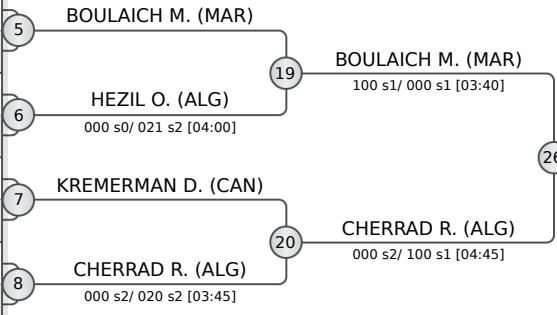 BOULAICH M. (MAR)
5
19
BOULAICH M. (MAR)
100 s1/ 000 s1 [03:40]
HEZIL O. (ALG)
6
000 s0/ 021 s2 [04:00]
26
KREMERMAN D. (CAN)
7
20
CHERRAD R. (ALG)
000 s2/ 100 s1 [04:45]
CHERRAD R. (ALG)
8
000 s2/ 020 s2 [03:45]